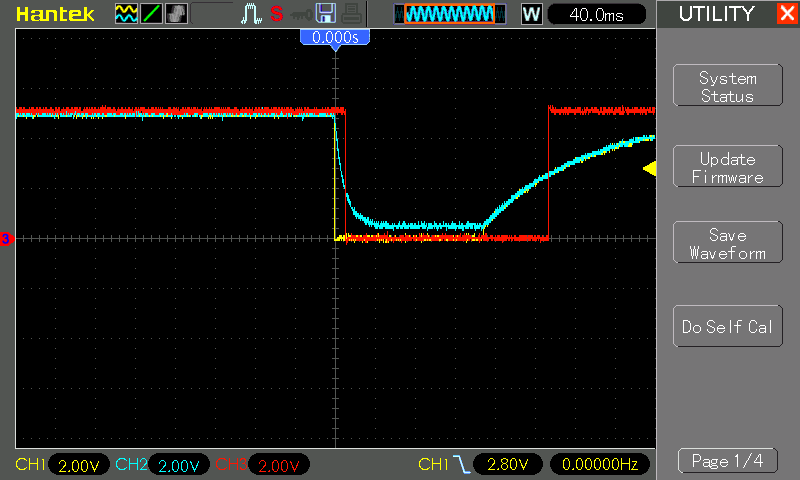 Hantek
S
W
40.0ms
UTILITY
0.000s
System
Status
Update
Firmware
3
Save
Waveform
Do Self Cal
CH1 2.00V CH2 2.00V CH3 2.00V CH1 2.80V 0.00000Hz
Page 1/4